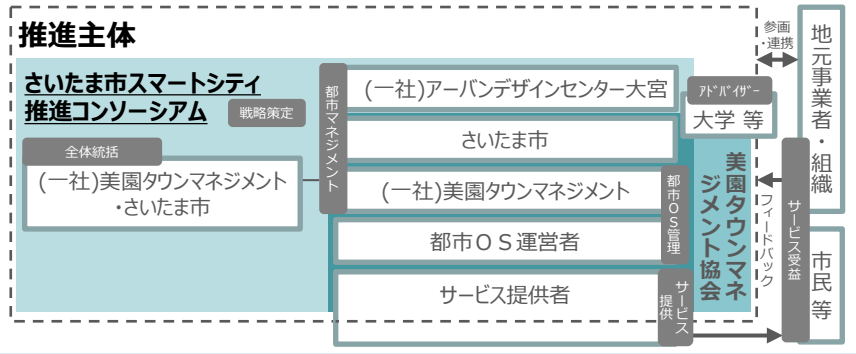 推進主体
さいたま市スマートシティ
推進コンソーシアム
戦略策定
全体統括
(一社)美園タウンマネジメント
・さいたま市
都市マネジメント
(一社)アーバンデザインセンター大宮
さいたま市
(一社)美園タウンマネジメント
都市OS管理
都市OS運営者
サービス提供者
サービス
提供
ｱﾄﾞﾊﾞｲｻﾞｰ
大学 等
美園タウンマネ
ジメント協会
参画
・連携
フィードバック
サービス受益
地元事業者・組織
市民 等